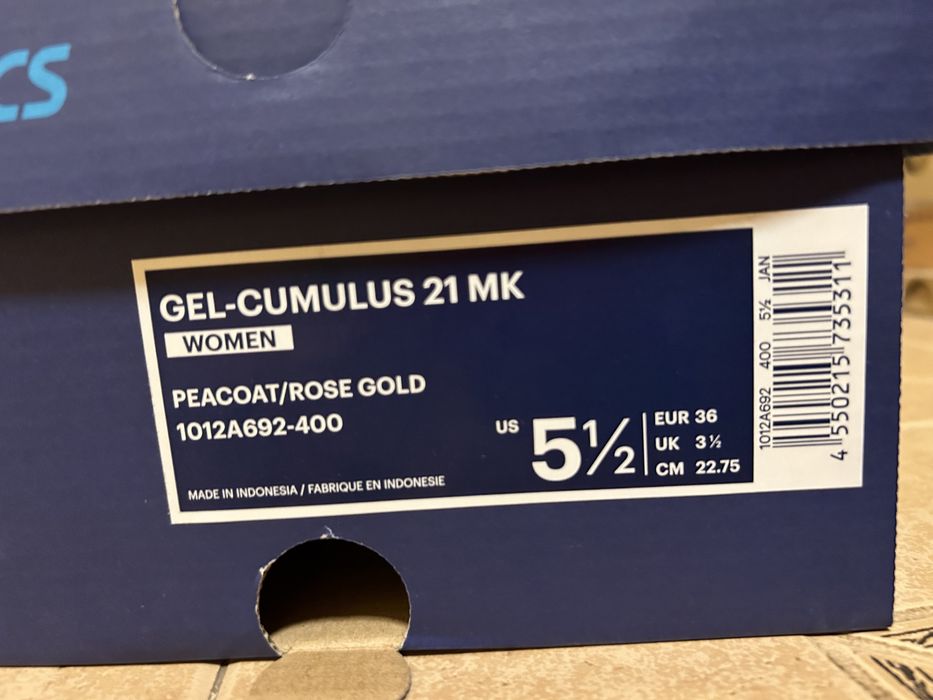 CS
GEL-CUMULUS 21 MK
WOMEN
PEACOAT/ROSE GOLD
1012A692-400
US 5½
EUR 36
UK 3½
CM 22.75
MADE IN INDONESIA / FABRIQUE EN INDONESIE
1012A692 400 5½ JAN
4 550215 735311